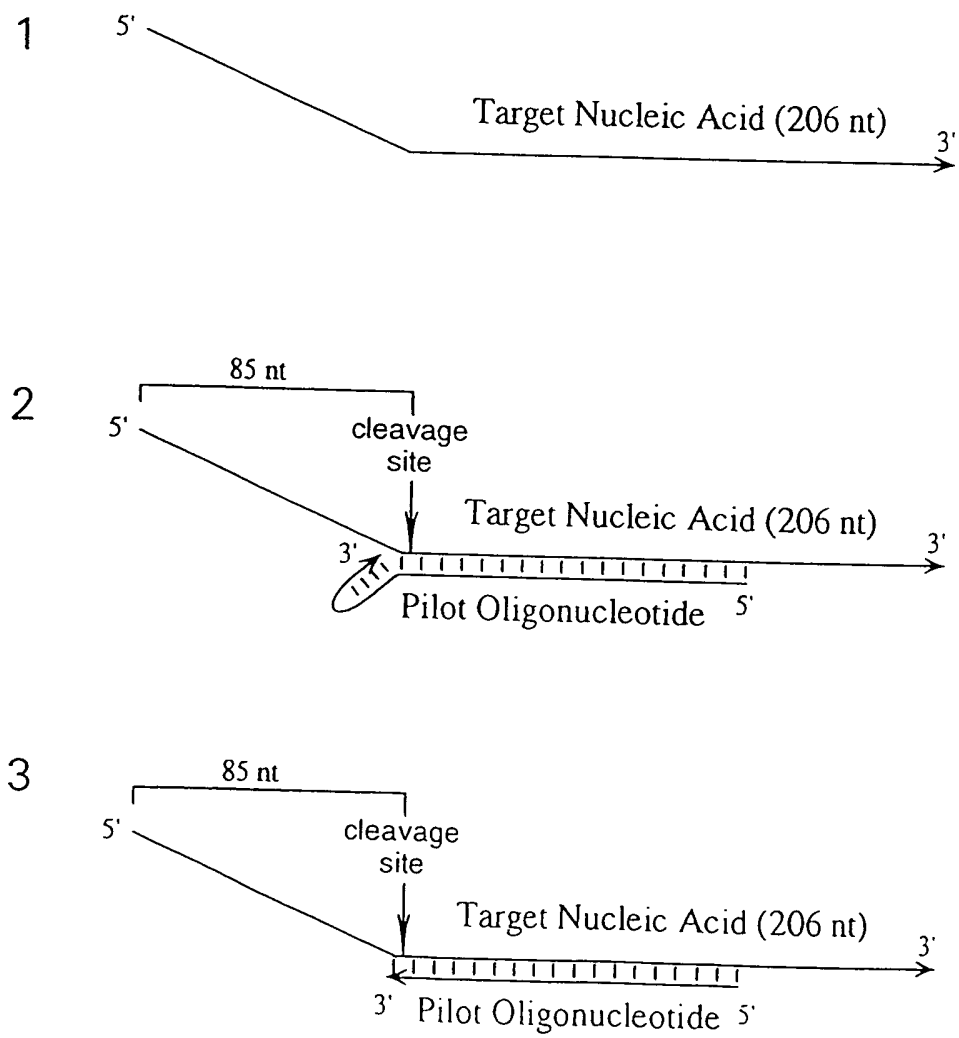 1
5'
Target Nucleic Acid (206 nt)
3'
2
85 nt
5'
cleavage
site
Target Nucleic Acid (206 nt)
3'
3'
Pilot Oligonucleotide
5'
3
85 nt
5'
cleavage
site
Target Nucleic Acid (206 nt)
3'
3'
Pilot Oligonucleotide
5'